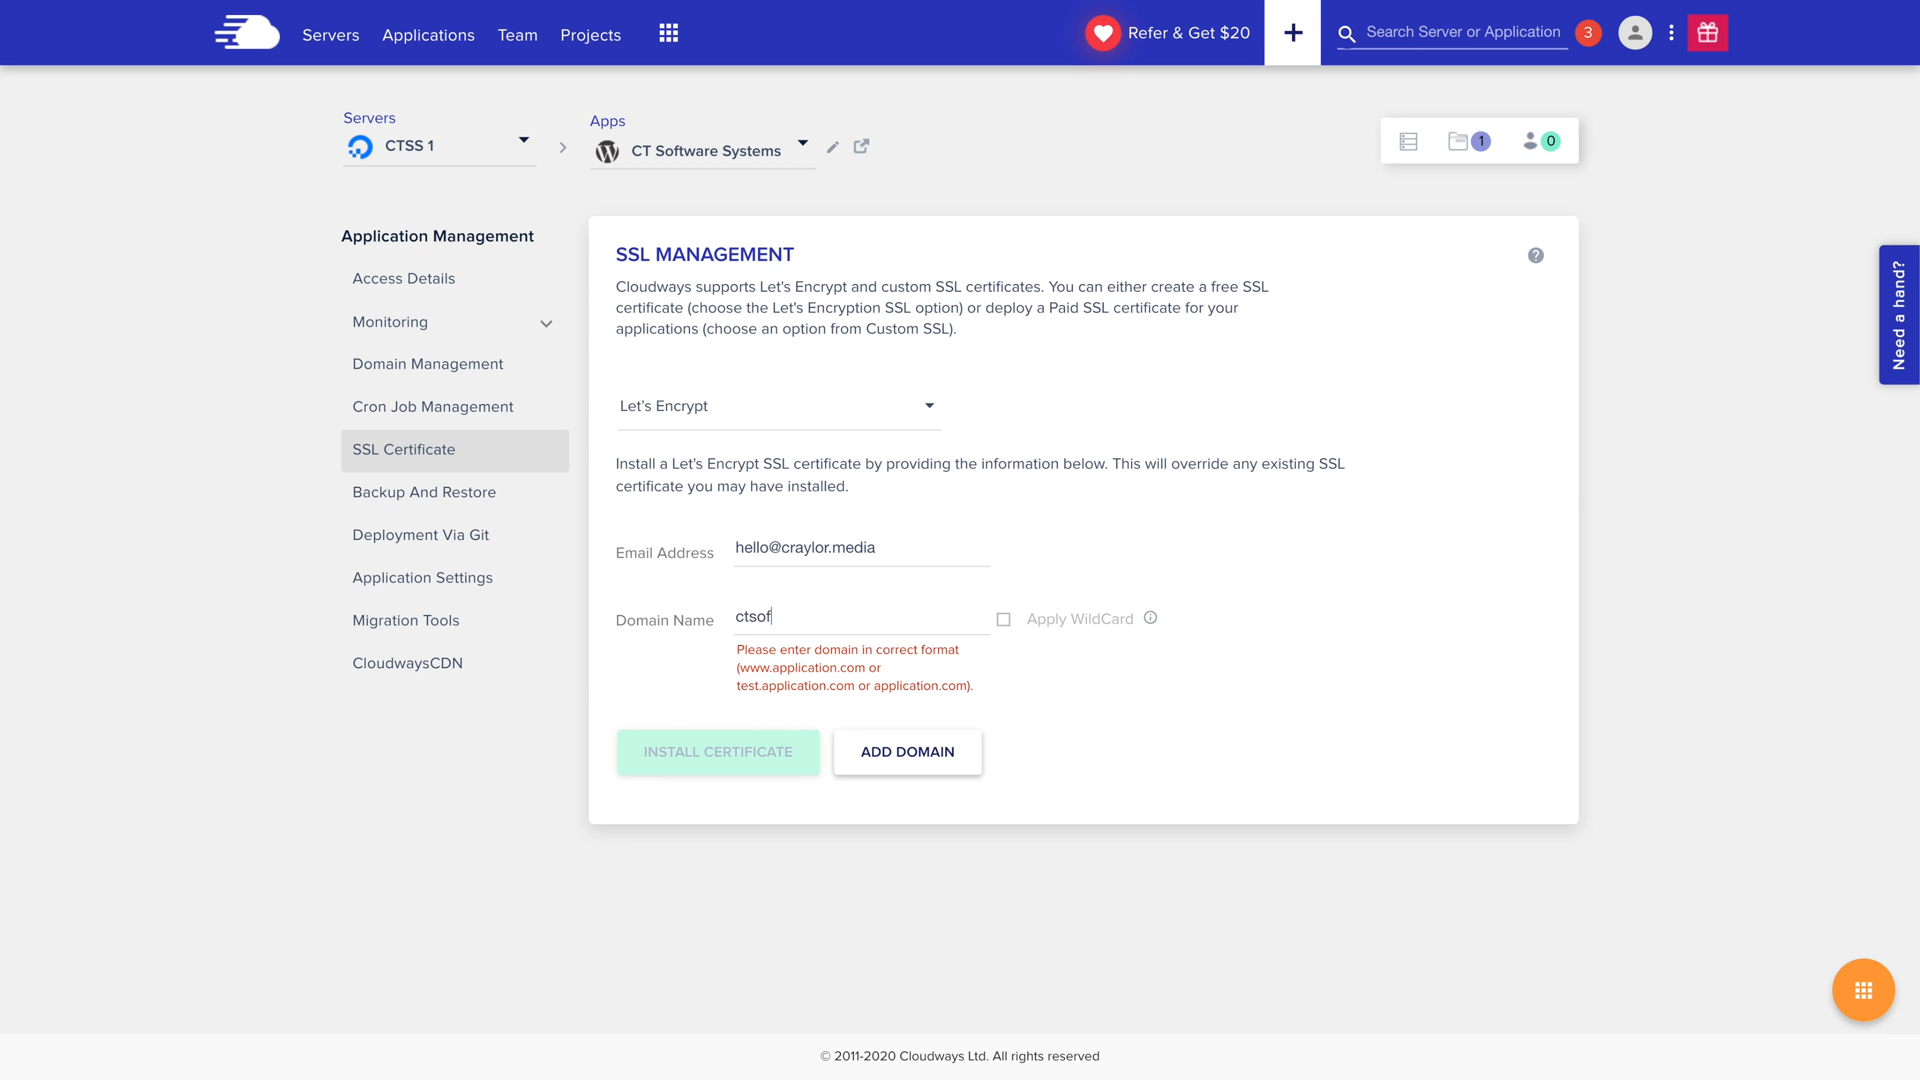 Servers
Applications
Team
Projects
Refer & Get $20
+
Search Server or Application
3
Servers
CTSS 1
Apps
CT Software Systems
1
0
Application Management
Access Details
Monitoring
Domain Management
Cron Job Management
SSL Certificate
Backup And Restore
Deployment Via Git
Application Settings
Migration Tools
CloudwaysCDN
SSL MANAGEMENT
?
Cloudways supports Let's Encrypt and custom SSL certificates. You can either create a free SSL
certificate (choose the Let's Encryption SSL option) or deploy a Paid SSL certificate for your
applications (choose an option from Custom SSL).
Let's Encrypt
Install a Let's Encrypt SSL certificate by providing the information below. This will override any existing SSL
certificate you may have installed.
Email Address
hello@craylor.media
Domain Name
ctsof
Apply WildCard
Please enter domain in correct format
(www.application.com or
test.application.com or application.com).
INSTALL CERTIFICATE
ADD DOMAIN
Need a hand?
© 2011-2020 Cloudways Ltd. All rights reserved